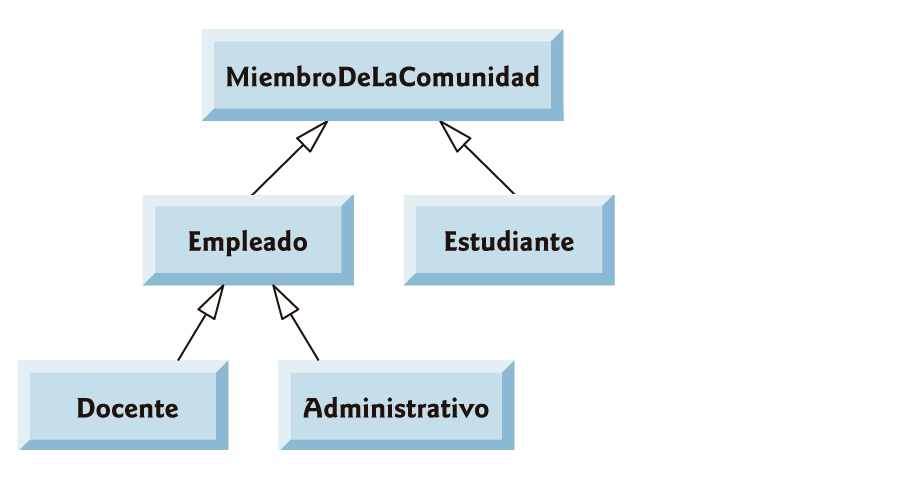 MiembroDeLaComunidad
Empleado
Estudiante
Docente
Administrativo